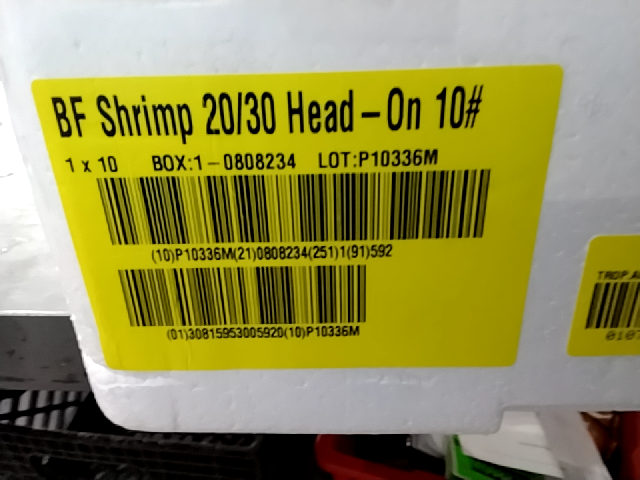 BF Shrimp 20/30 Head-On 10#
1 x 10 BOX:1-0808234 LOT:P10336M
(10)P10336M(21)0808234(251)1(91)592
(01)30815953005920(10)P10336M